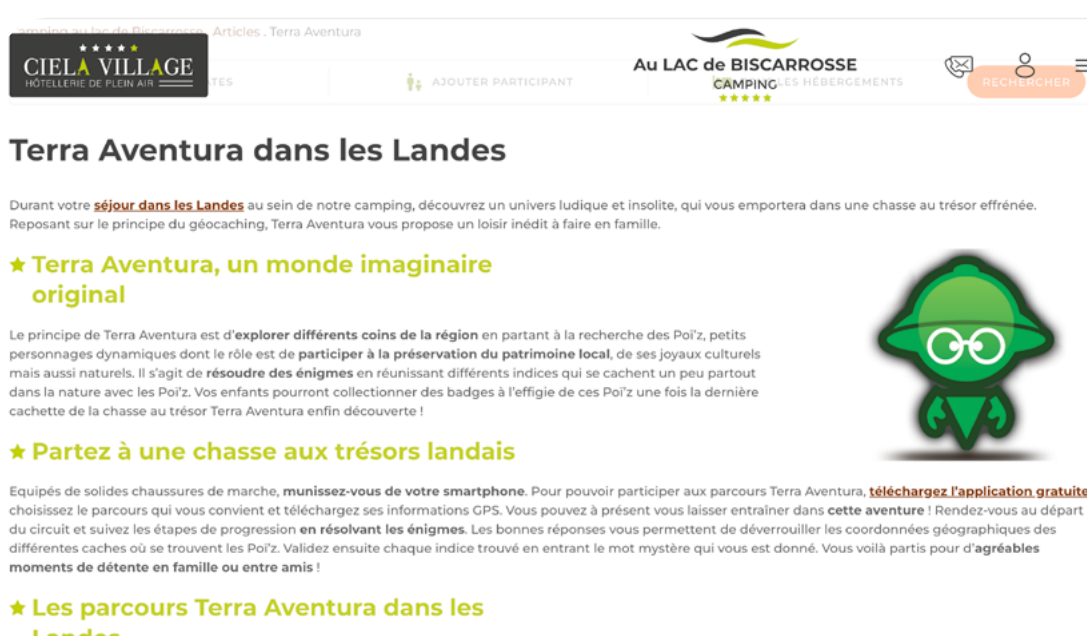 Camping au lac de Biscarrosse . Articles . Terra Aventura
CIELA VILLAGE
HÔTELLERIE DE PLEIN AIR
TES
AJOUTER PARTICIPANT
Au LAC de BISCARROSSE
CAMPING
LES HÉBERGEMENTS
RECHERCHER
Terra Aventura dans les Landes
Durant votre séjour dans les Landes au sein de notre camping, découvrez un univers ludique et insolite, qui vous emportera dans une chasse au trésor effrénée.
Reposant sur le principe du géocaching, Terra Aventura vous propose un loisir inédit à faire en famille.
Terra Aventura, un monde imaginaire
original
Le principe de Terra Aventura est d'explorer différents coins de la région en partant à la recherche des Poï'z, petits
personnages dynamiques dont le rôle est de participer à la préservation du patrimoine local, de ses joyaux culturels
mais aussi naturels. Il s'agit de résoudre des énigmes en réunissant différents indices qui se cachent un peu partout
dans la nature avec les Poï'z. Vos enfants pourront collectionner des badges à l'effigie de ces Poï'z une fois la dernière
cachette de la chasse au trésor Terra Aventura enfin découverte !
Partez à une chasse aux trésors landais
Equipés de solides chaussures de marche, munissez-vous de votre smartphone. Pour pouvoir participer aux parcours Terra Aventura, téléchargez l'application gratuite
choisissez le parcours qui vous convient et téléchargez ses informations GPS. Vous pouvez à présent vous laisser entraîner dans cette aventure ! Rendez-vous au départ
du circuit et suivez les étapes de progression en résolvant les énigmes. Les bonnes réponses vous permettent de déverrouiller les coordonnées géographiques des
différentes caches où se trouvent les Poï'z. Validez ensuite chaque indice trouvé en entrant le mot mystère qui vous est donné. Vous voilà partis pour d'agréables
moments de détente en famille ou entre amis !
Les parcours Terra Aventura dans les
Landes